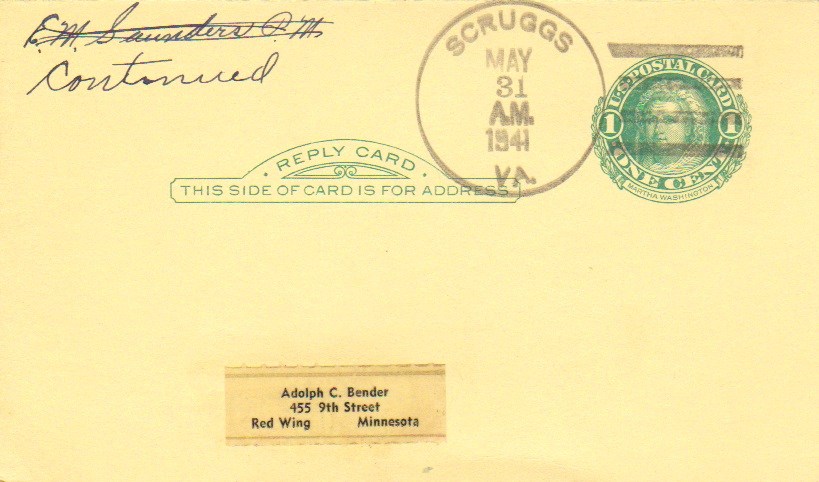 E. M. Saunders P. M.
Continued
SCRUGGS
MAY
31
A.M.
1941
VA.
U.S. POSTAL CARD
1 1
ONE CENT
MARTHA WASHINGTON
· REPLY CARD ·
THIS SIDE OF CARD IS FOR ADDRESS
Adolph C. Bender
455 9th Street
Red Wing Minnesota